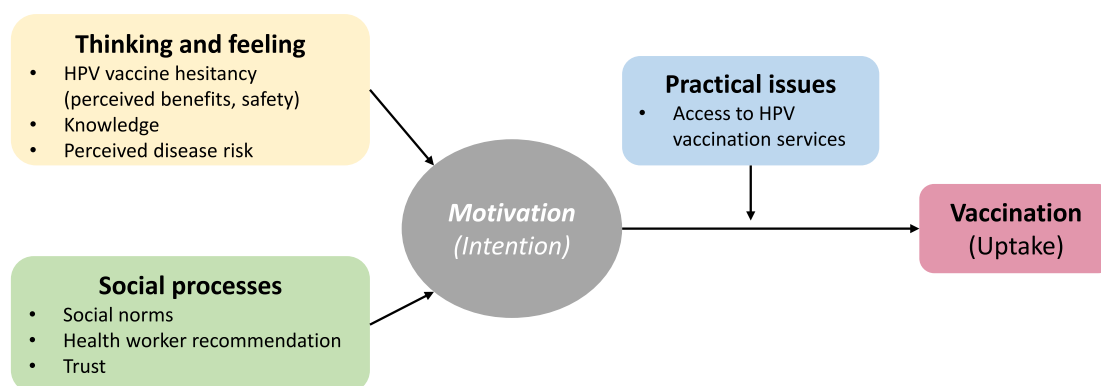 Thinking and feeling
• HPV vaccine hesitancy
(perceived benefits, safety)
• Knowledge
• Perceived disease risk
Practical issues
• Access to HPV
vaccination services
Motivation
(Intention)
Vaccination
(Uptake)
Social processes
• Social norms
• Health worker recommendation
• Trust